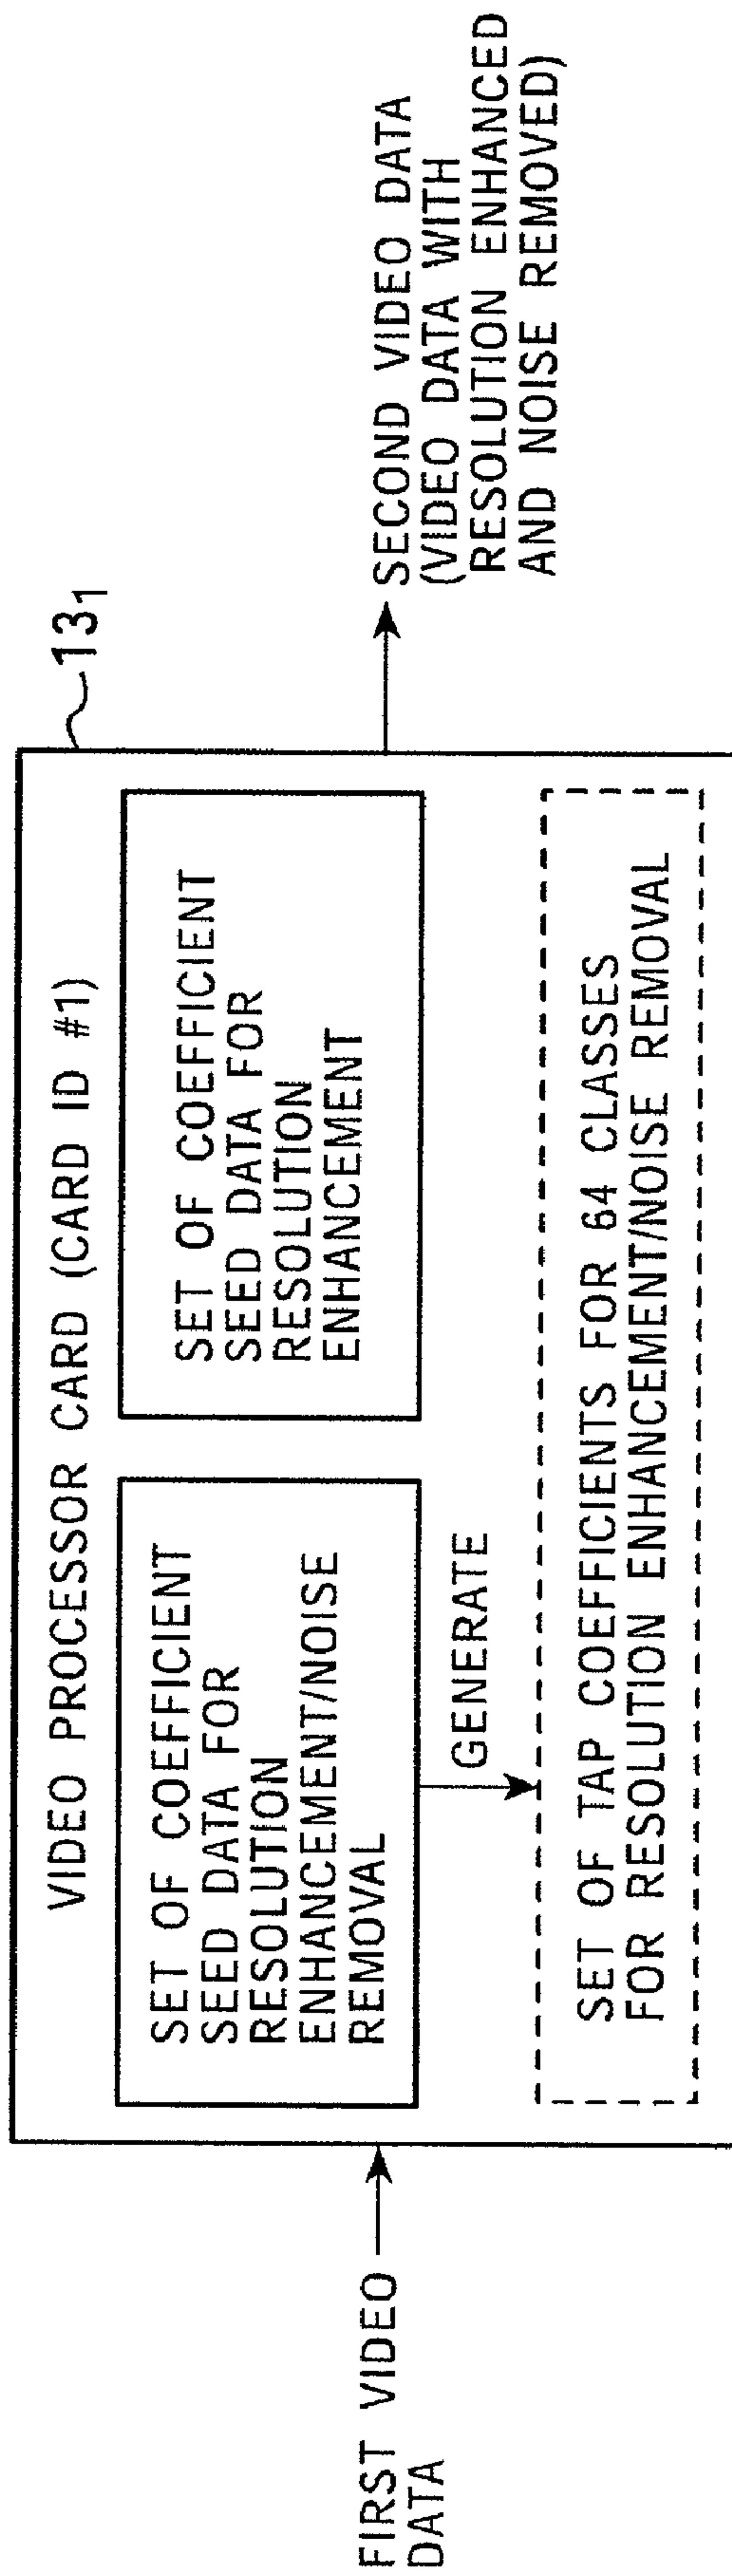 13₁
VIDEO PROCESSOR CARD (CARD ID #1)
SET OF COEFFICIENT
SEED DATA FOR
RESOLUTION
ENHANCEMENT/NOISE
REMOVAL
SET OF COEFFICIENT
SEED DATA FOR
RESOLUTION
ENHANCEMENT
FIRST VIDEO
DATA
GENERATE
SECOND VIDEO DATA
(VIDEO DATA WITH
RESOLUTION ENHANCED
AND NOISE REMOVED)
SET OF TAP COEFFICIENTS FOR 64 CLASSES
FOR RESOLUTION ENHANCEMENT/NOISE REMOVAL